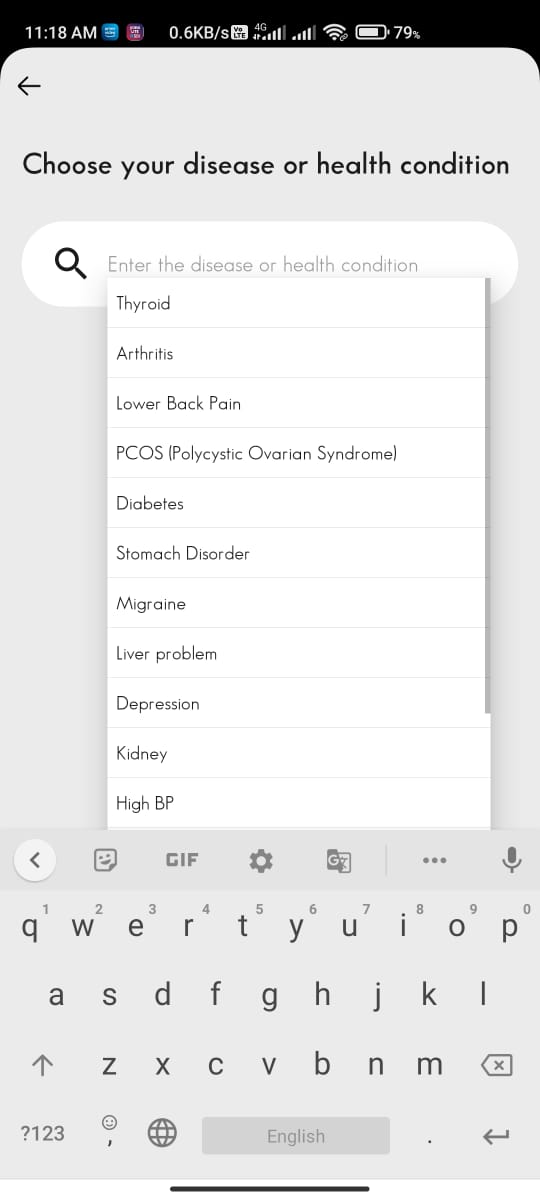 11:18 AM 0.6KB/s Vo LTE 4G 79%
Choose your disease or health condition
Enter the disease or health condition
Thyroid
Arthritis
Lower Back Pain
PCOS (Polycystic Ovarian Syndrome)
Diabetes
Stomach Disorder
Migraine
Liver problem
Depression
Kidney
High BP
GIF G
1 2 3 4 5 6 7 8 9 0
q w e r t y u i o p
a s d f g h j k l
z x c v b n m
?123 , English .